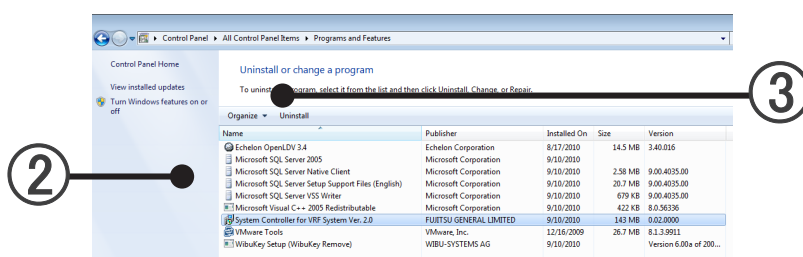 Control Panel ▸ All Control Panel Items ▸ Programs and Features
Control Panel Home
View installed updates
Turn Windows features on or
off
Uninstall or change a program
To uninst program, select it from the list and then click Uninstall, Change, or Repair.
Organize Uninstall
Name Publisher Installed On Size Version
Echelon OpenLDV 3.4 Echelon Corporation 8/17/2010 14.5 MB 3.40.016
Microsoft SQL Server 2005 Microsoft Corporation 9/10/2010
Microsoft SQL Server Native Client Microsoft Corporation 9/10/2010 2.58 MB 9.00.4035.00
Microsoft SQL Server Setup Support Files (English) Microsoft Corporation 9/10/2010 20.7 MB 9.00.4035.00
Microsoft SQL Server VSS Writer Microsoft Corporation 9/10/2010 679 KB 9.00.4035.00
Microsoft Visual C++ 2005 Redistributable Microsoft Corporation 9/10/2010 422 KB 8.0.56336
System Controller for VRF System Ver. 2.0 FUJITSU GENERAL LIMITED 9/10/2010 143 MB 0.02.0000
VMware Tools VMware, Inc. 12/16/2009 26.7 MB 8.1.3.9911
WibuKey Setup (WibuKey Remove) WIBU-SYSTEMS AG 9/10/2010 Version 6.00a of 200...
2
3